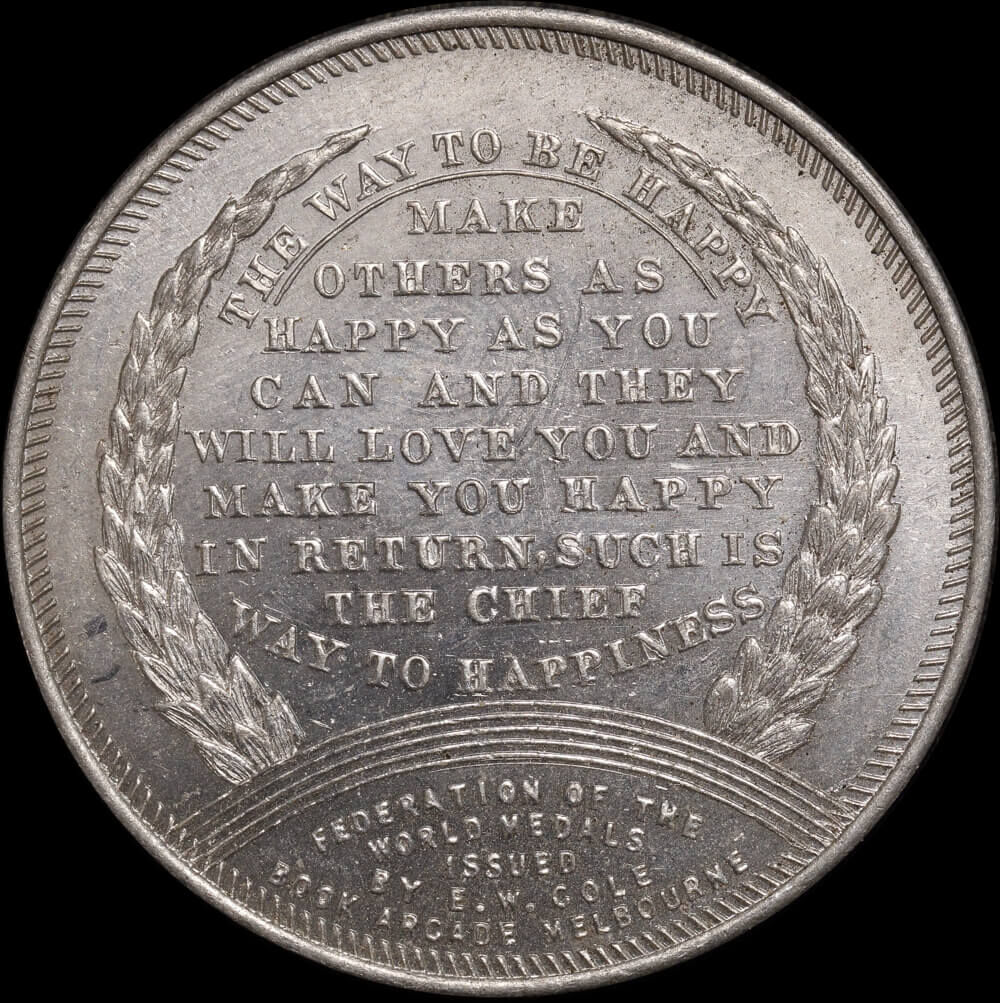 THE WAY TO BE HAPPY
MAKE
OTHERS AS
HAPPY AS YOU
CAN AND THEY
WILL LOVE YOU AND
MAKE YOU HAPPY
IN RETURN, SUCH IS
THE CHIEF
WAY TO HAPPINESS
FEDERATION OF THE
WORLD MEDALS
ISSUED
BY E.W. COLE
BOOK ARCADE MELBOURNE